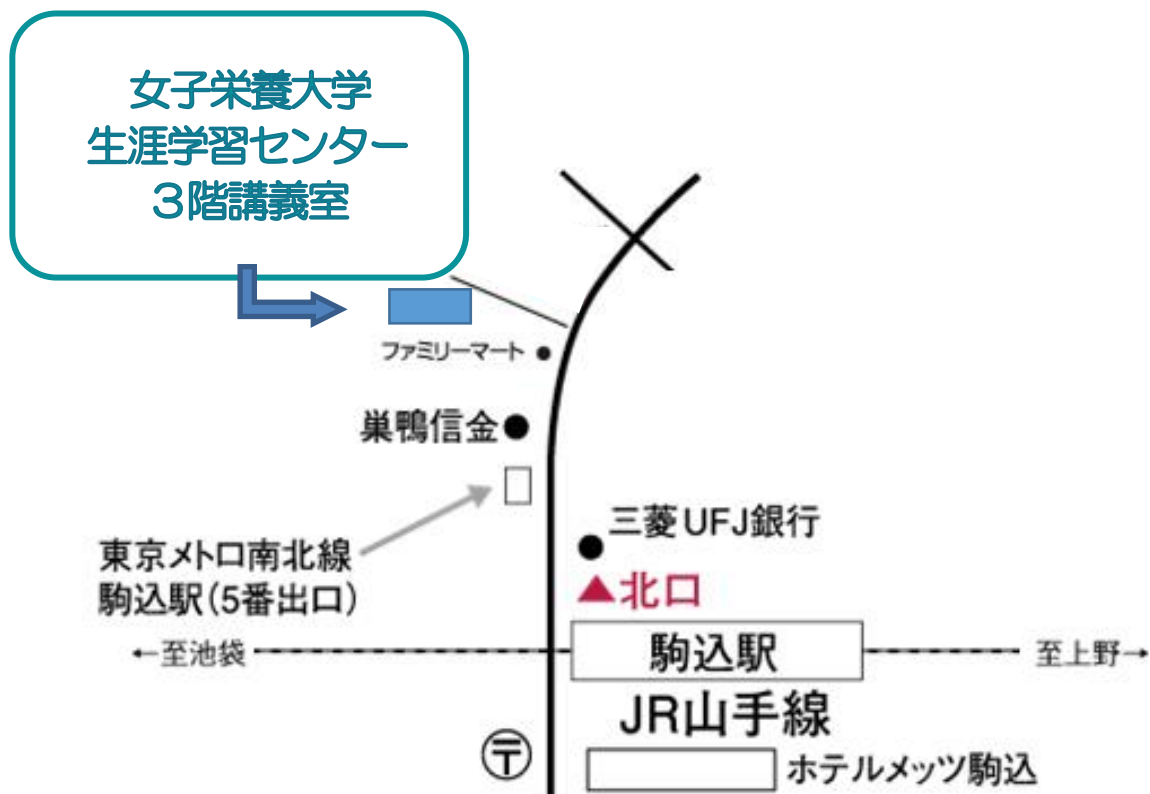 女子栄養大学
生涯学習センター
３階講義室
ファミリーマート
巣鴨信金
三菱UFJ銀行
東京メトロ南北線
駒込駅(5番出口)
北口
←至池袋
駒込駅
至上野→
JR山手線
〒
ホテルメッツ駒込